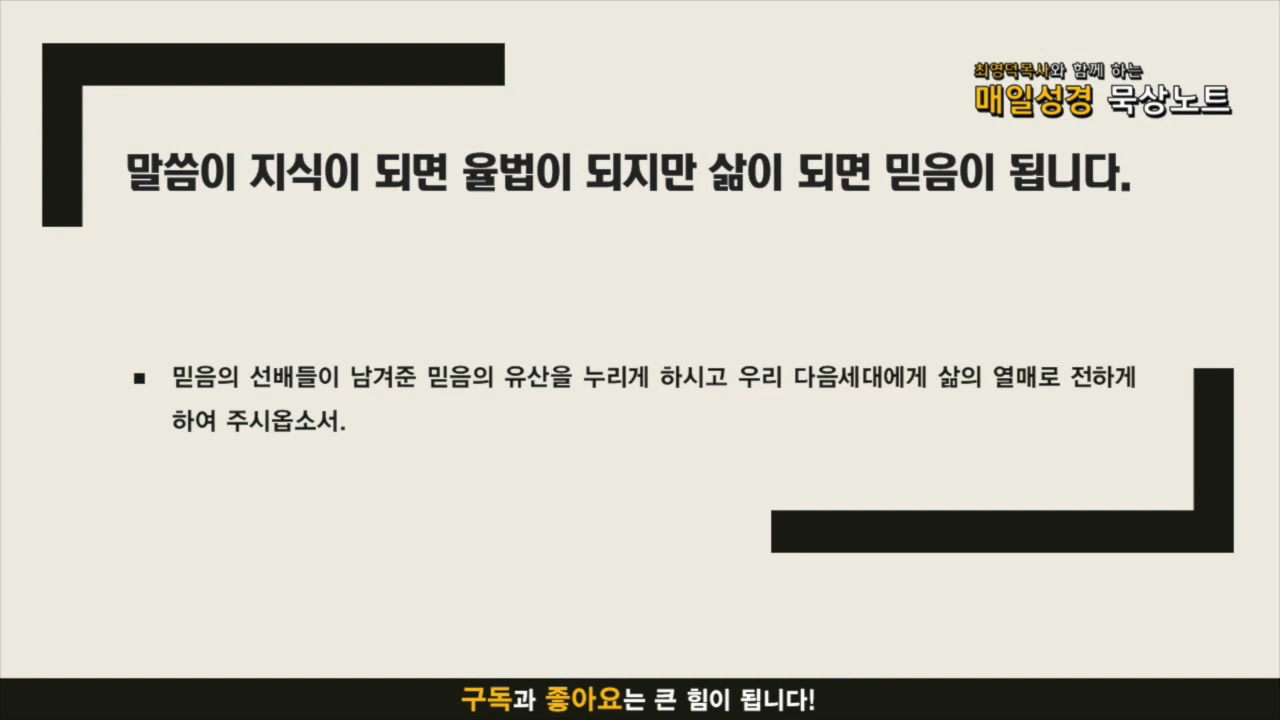 최영덕목사와 함께 하는
매일성경 묵상노트
말씀이 지식이 되면 율법이 되지만 삶이 되면 믿음이 됩니다.
■ 믿음의 선배들이 남겨준 믿음의 유산을 누리게 하시고 우리 다음세대에게 삶의 열매로 전하게
하여 주시옵소서.
구독과 좋아요는 큰 힘이 됩니다!